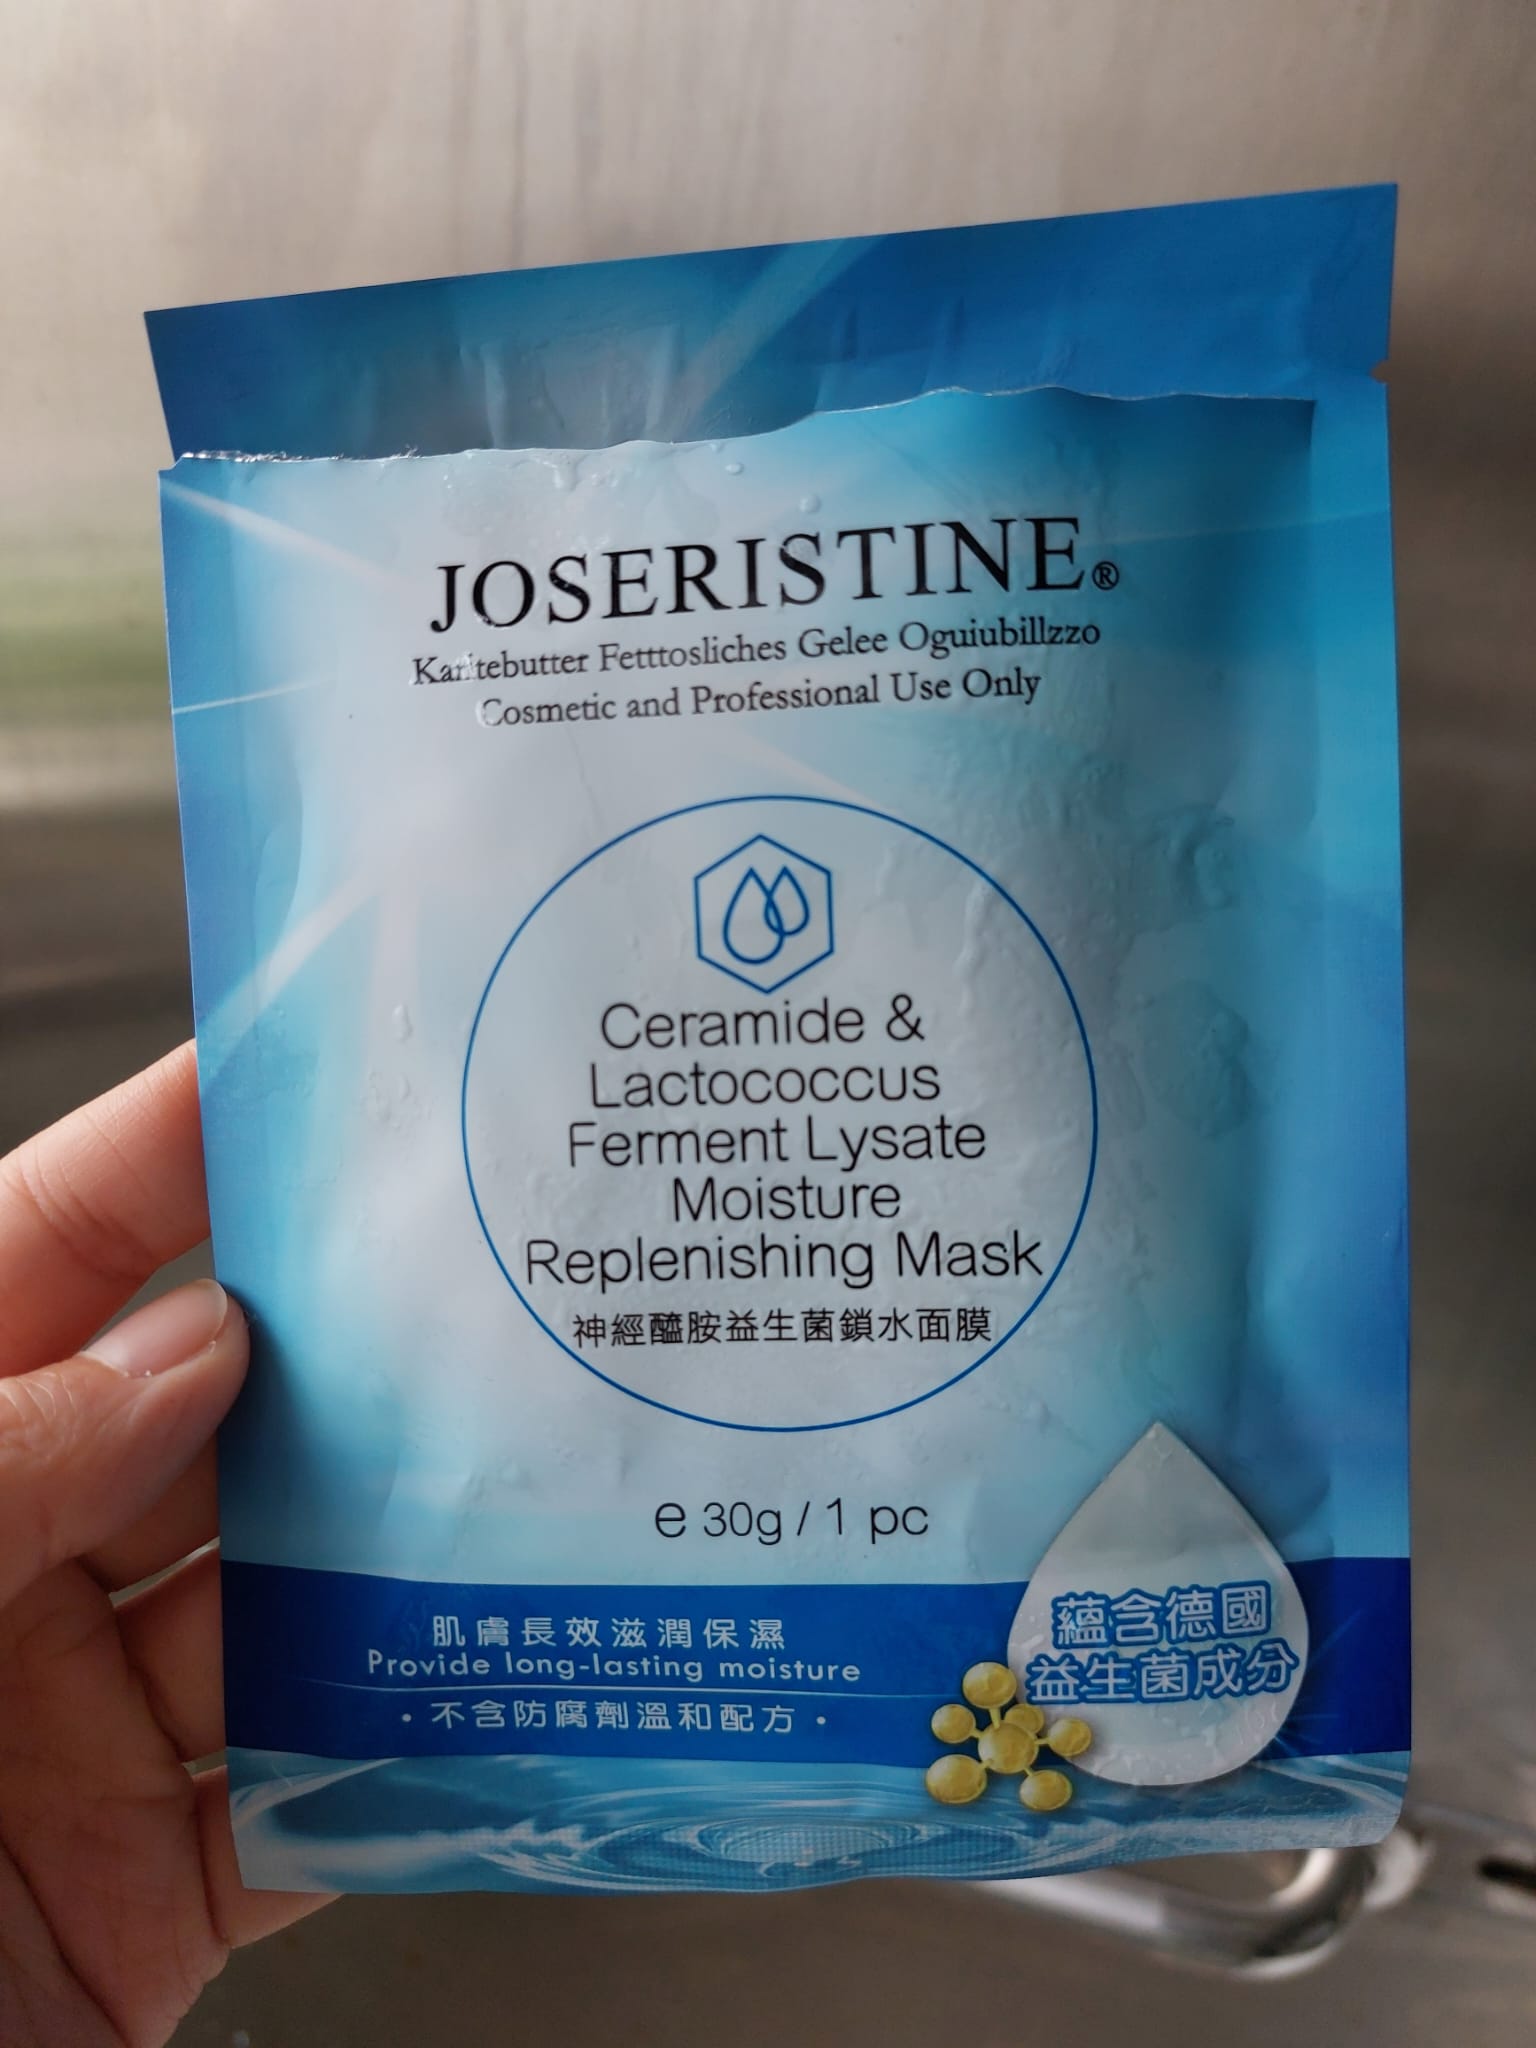 JOSERISTINE®
Karitebutter Fetttosliches Gelee Oguiubillzzo
Cosmetic and Professional Use Only
Ceramide &
Lactococcus
Ferment Lysate
Moisture
Replenishing Mask
神經醯胺益生菌鎖水面膜
e 30g / 1 pc
肌膚長效滋潤保濕
Provide long-lasting moisture
• 不含防腐劑溫和配方 •
蘊含德國
益生菌成分